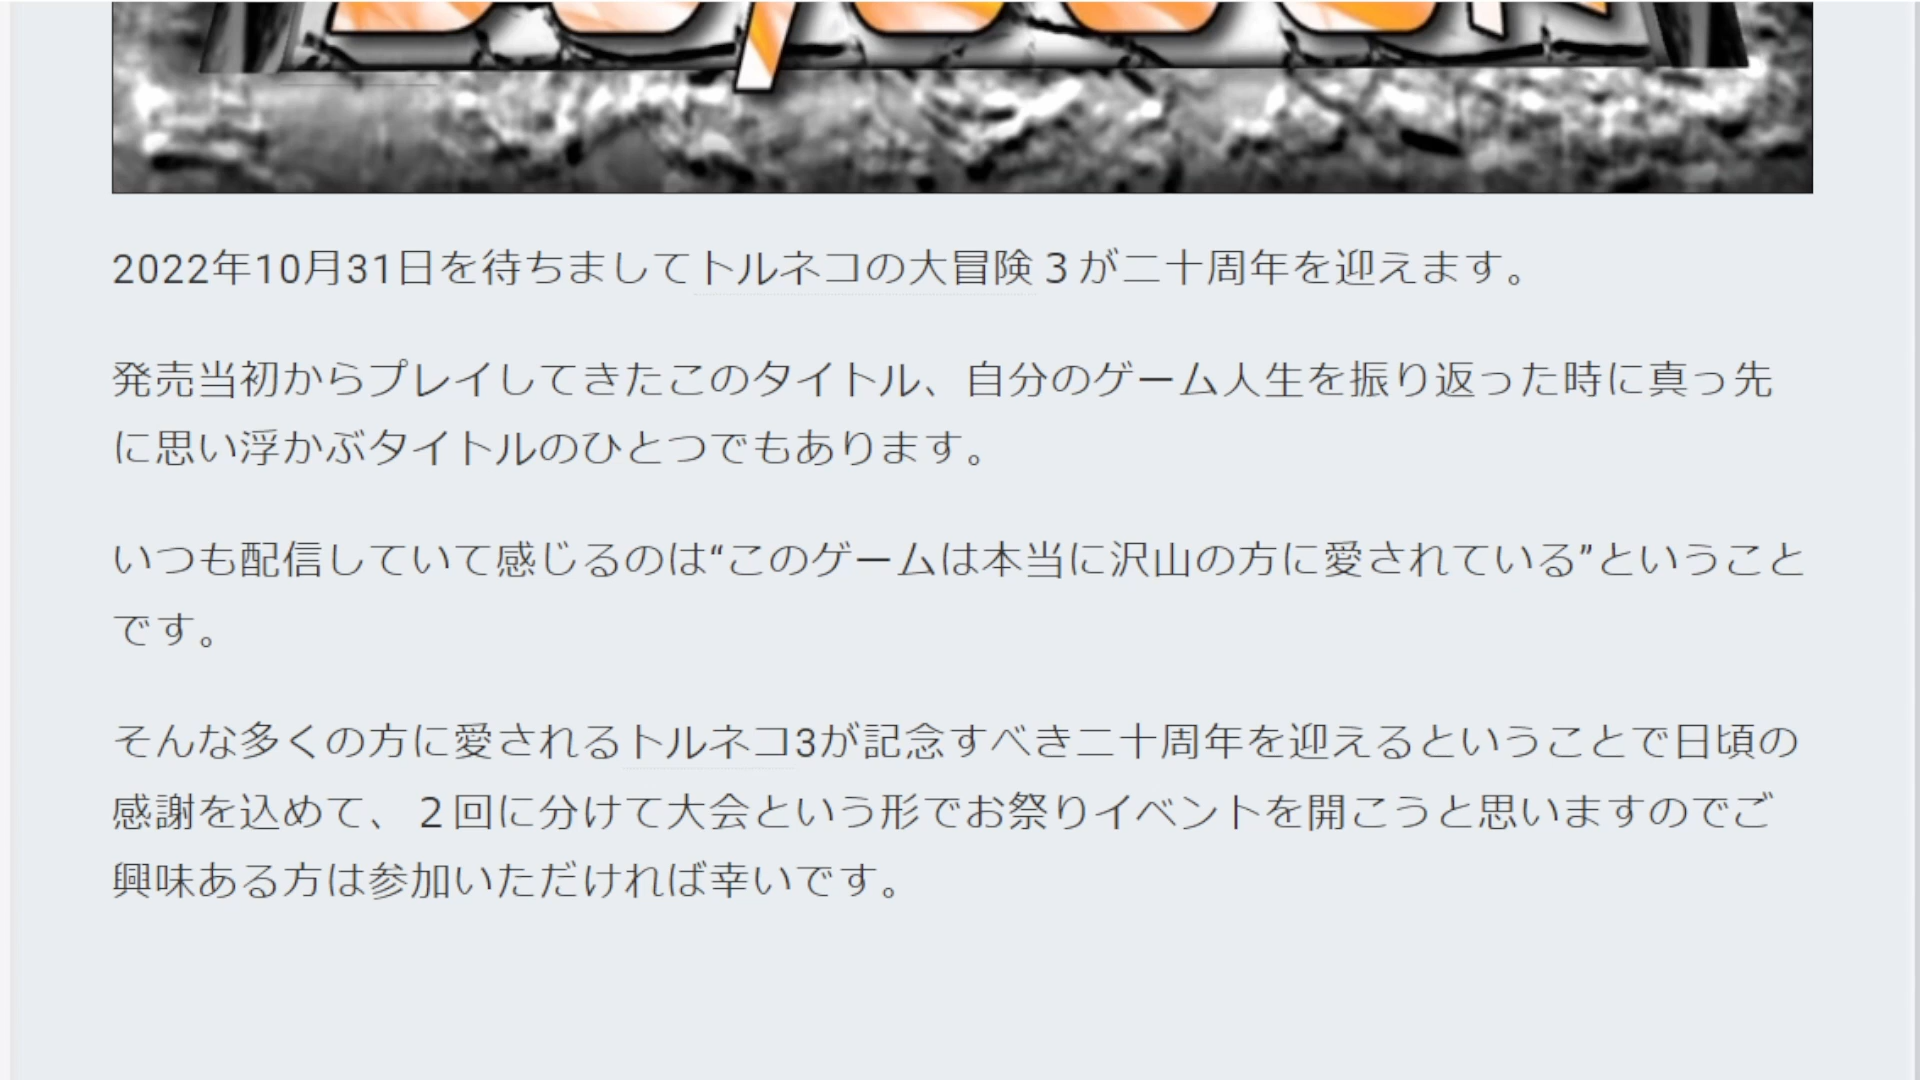 2022年10月31日を待ちましてトルネコの大冒険３が二十周年を迎えます。
発売当初からプレイしてきたこのタイトル、自分のゲーム人生を振り返った時に真っ先
に思い浮かぶタイトルのひとつでもあります。
いつも配信していて感じるのは“このゲームは本当に沢山の方に愛されている”ということ
です。
そんな多くの方に愛されるトルネコ3が記念すべき二十周年を迎えるということで日頃の
感謝を込めて、２回に分けて大会という形でお祭りイベントを開こうと思いますのでご
興味ある方は参加いただければ幸いです。